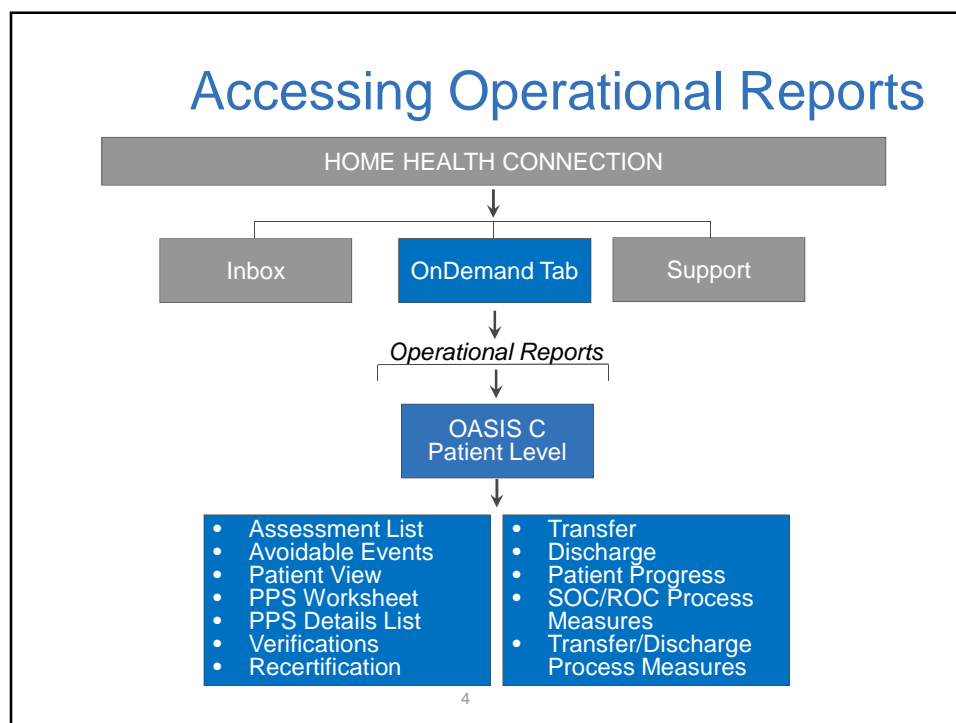 Accessing Operational Reports
HOME HEALTH CONNECTION
Inbox
OnDemand Tab
Support
Operational Reports
OASIS C
Patient Level
• Assessment List
• Avoidable Events
• Patient View
• PPS Worksheet
• PPS Details List
• Verifications
• Recertification
• Transfer
• Discharge
• Patient Progress
• SOC/ROC Process
Measures
• Transfer/Discharge
Process Measures
4